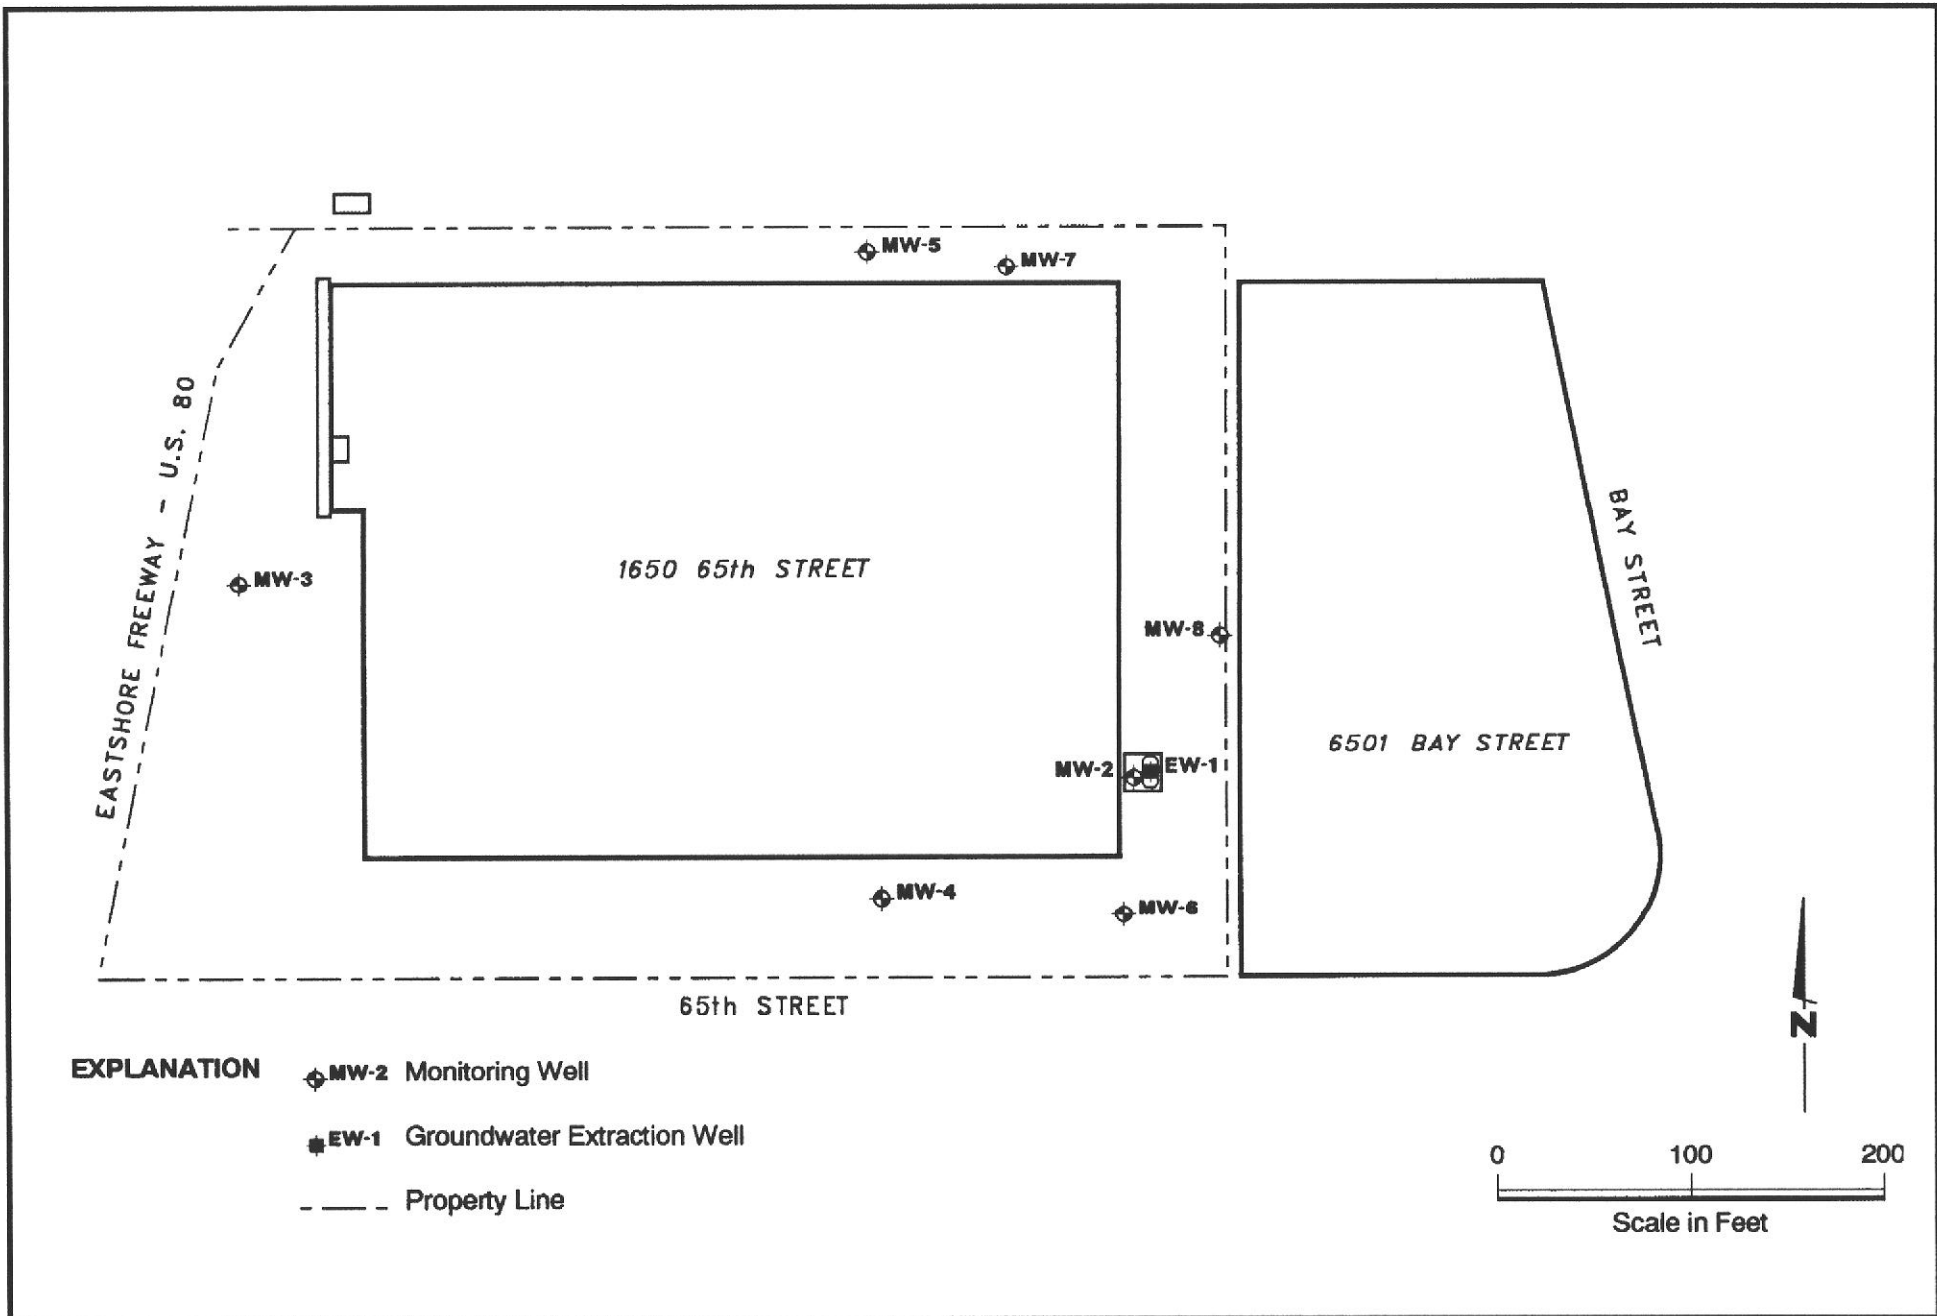 MW-5
MW-7
EASTSHORE FREEWAY - U.S. 80
MW-3
1650 65th STREET
BAY STREET
MW-8
6501 BAY STREET
MW-2
EW-1
MW-4
MW-6
65th STREET
EXPLANATION
MW-2 Monitoring Well
EW-1 Groundwater Extraction Well
Property Line
N
0 100 200
Scale in Feet